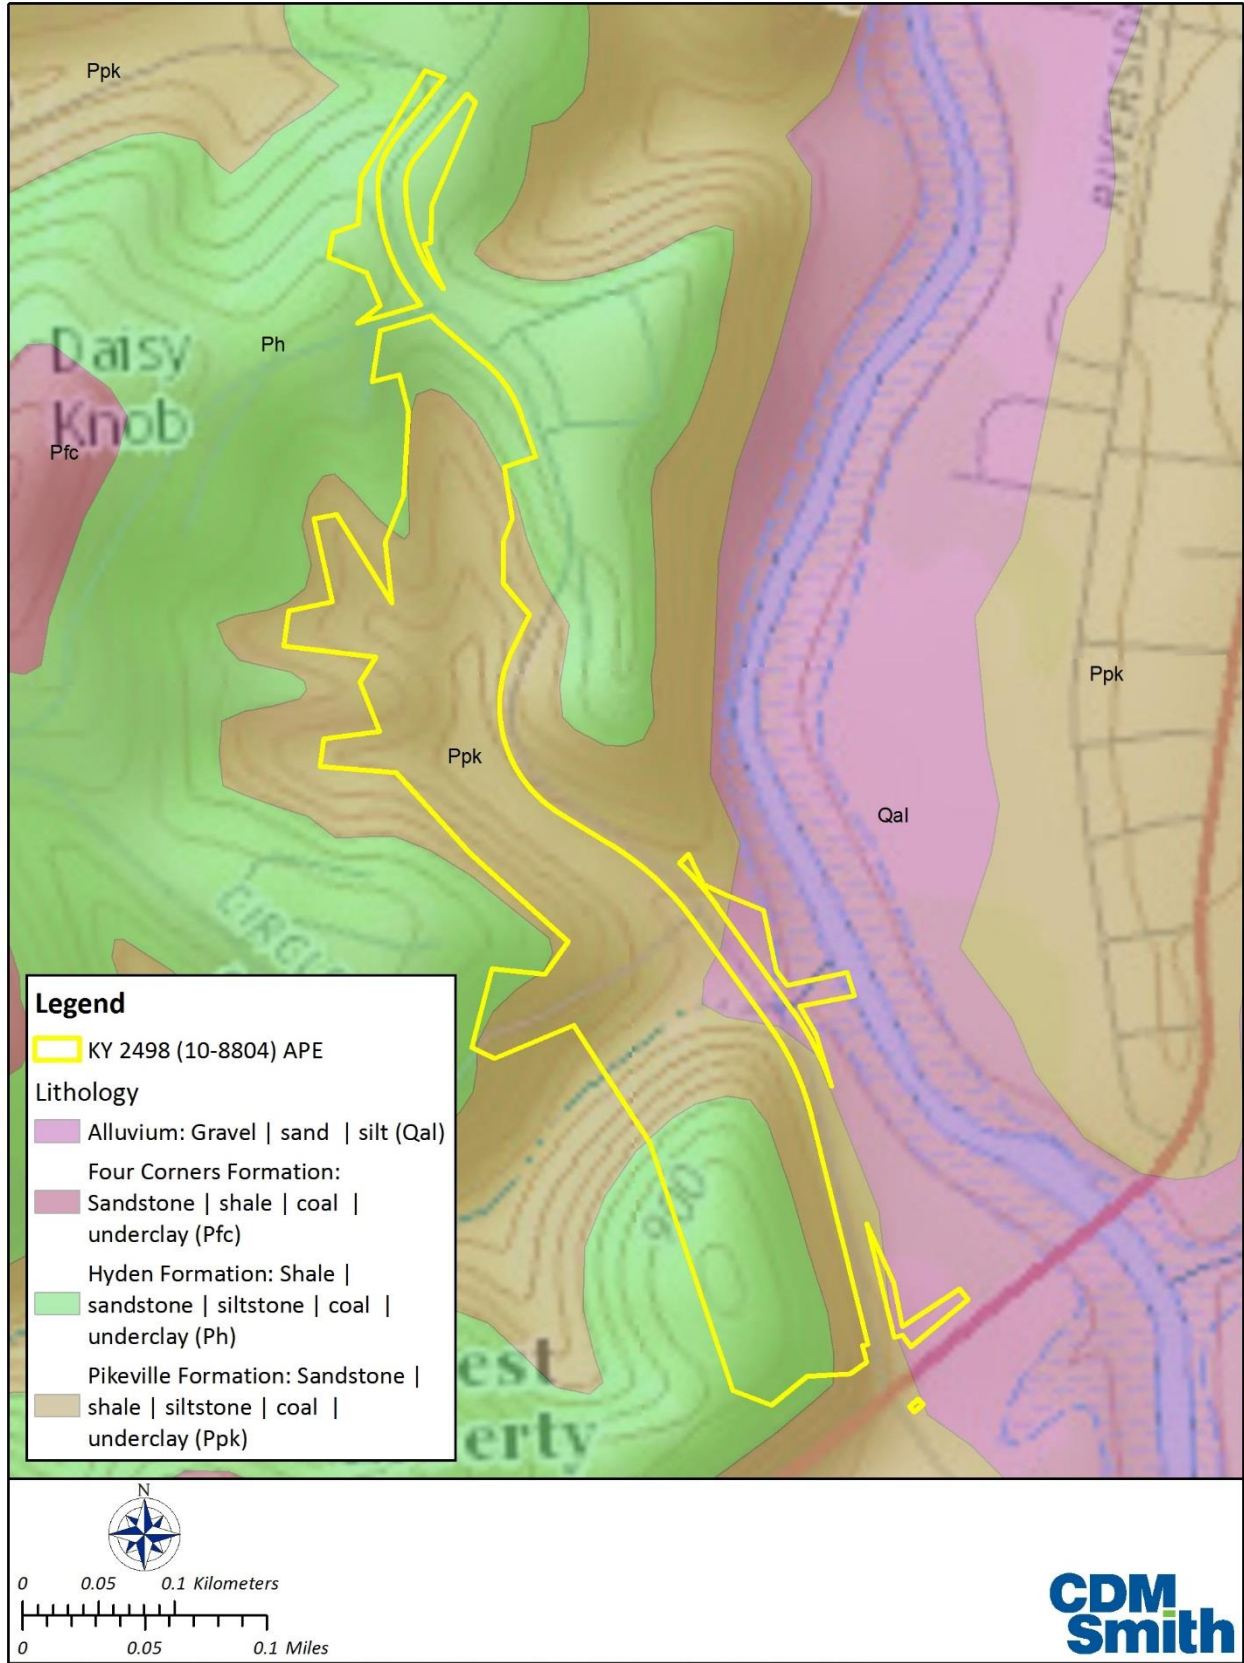 Ppk
RIVERSID
Daisy
Knob
Ph
Pfc
Ppk
Ppk
Qal
CIRCL
900
est
erty
Legend
KY 2498 (10-8804) APE
Lithology
Alluvium: Gravel | sand | silt (Qal)
Four Corners Formation:
Sandstone | shale | coal |
underclay (Pfc)
Hyden Formation: Shale |
sandstone | siltstone | coal |
underclay (Ph)
Pikeville Formation: Sandstone |
shale | siltstone | coal |
underclay (Ppk)
N
0 0.05 0.1 Kilometers
0 0.05 0.1 Miles
CDM
Smith